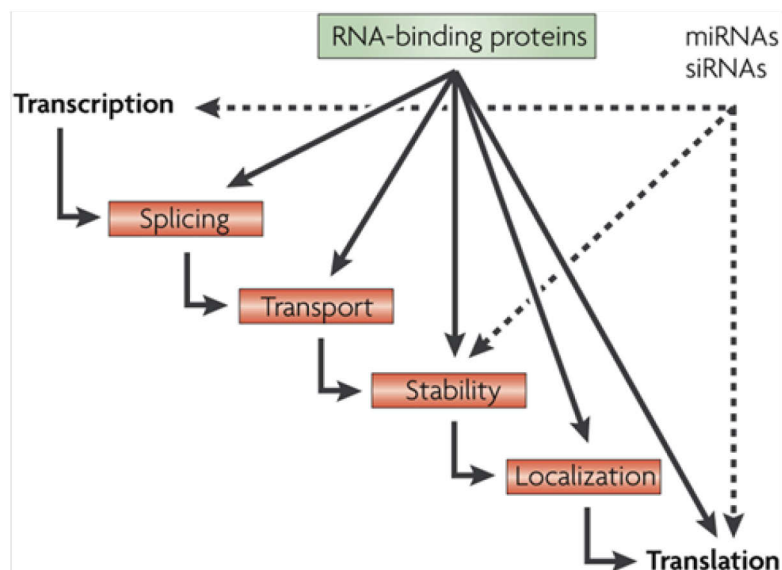 RNA-binding proteins
miRNAs
siRNAs
Transcription
Splicing
Transport
Stability
Localization
Translation